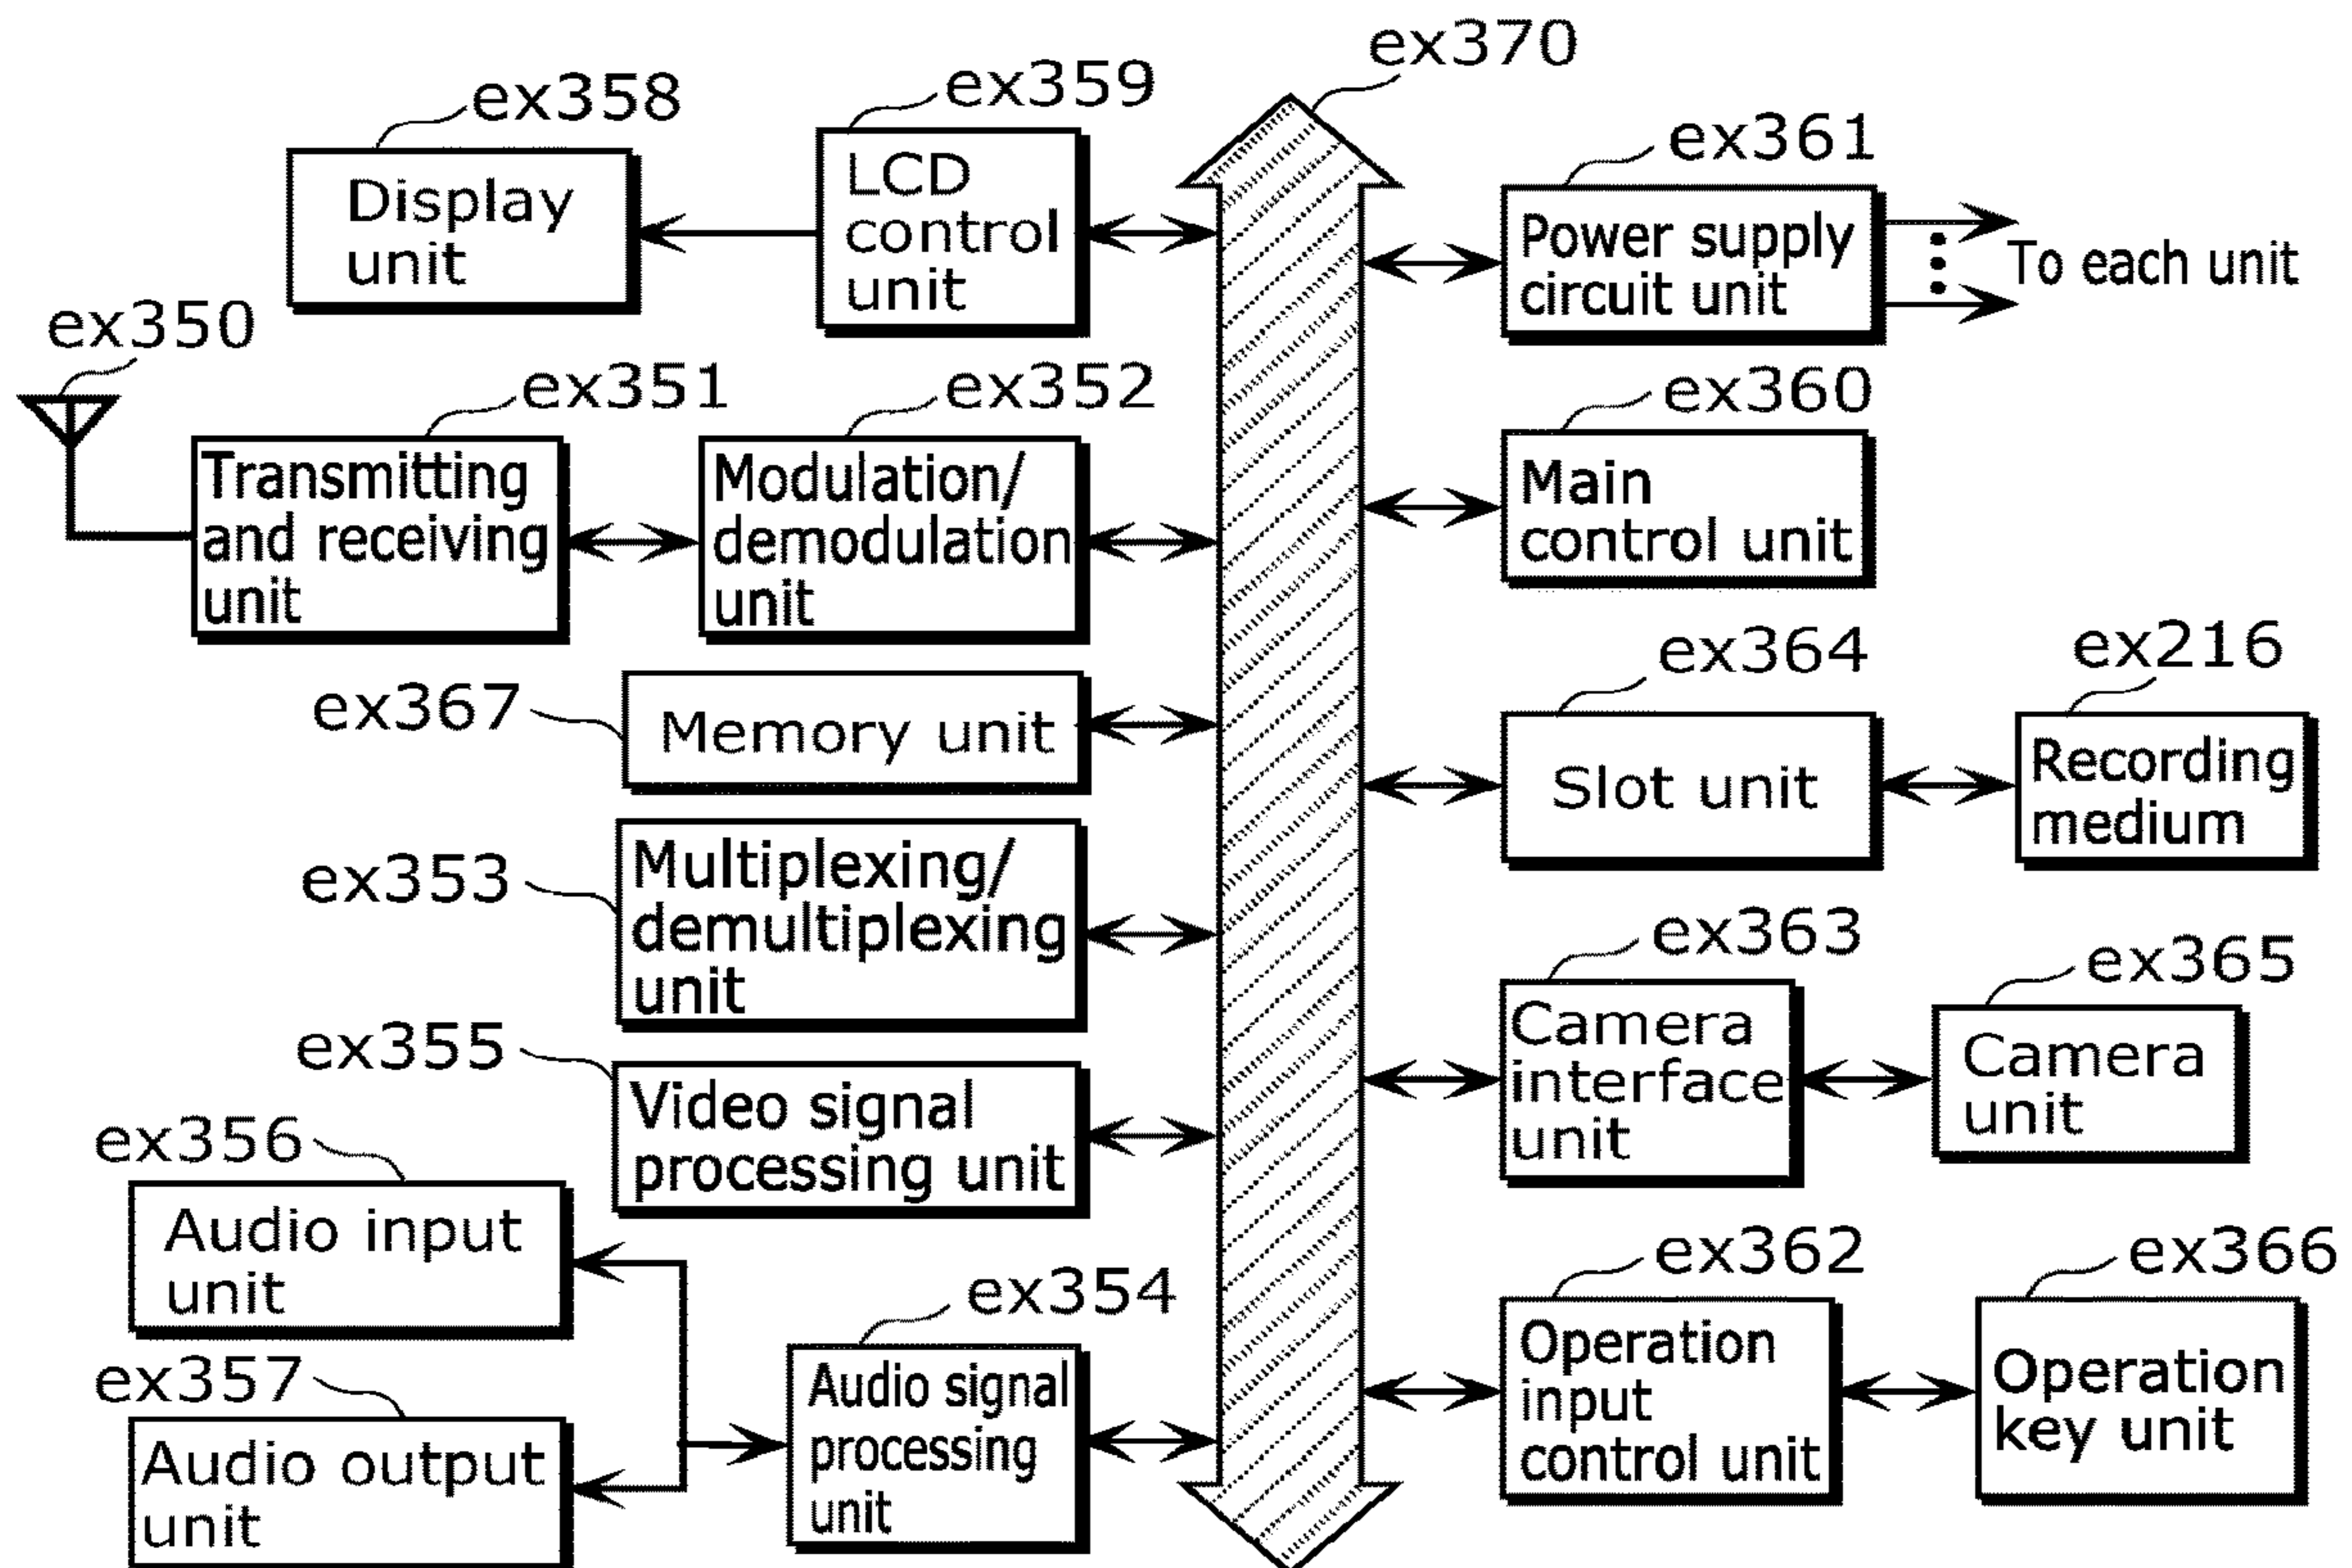 ex370
ex358
ex359
ex361
Display
unit
LCD
control
unit
Power supply
circuit unit
To each unit
ex350
ex351
ex352
ex360
Transmitting
and receiving
unit
Modulation/
demodulation
unit
Main
control unit
ex364
ex216
ex367
Memory unit
Slot unit
Recording
medium
ex353
Multiplexing/
demultiplexing
unit
ex363
ex365
Camera
interface
unit
Camera
unit
ex355
Video signal
processing unit
ex356
Audio input
unit
ex354
ex362
ex366
ex357
Audio output
unit
Audio signal
processing
unit
Operation
input
control unit
Operation
key unit